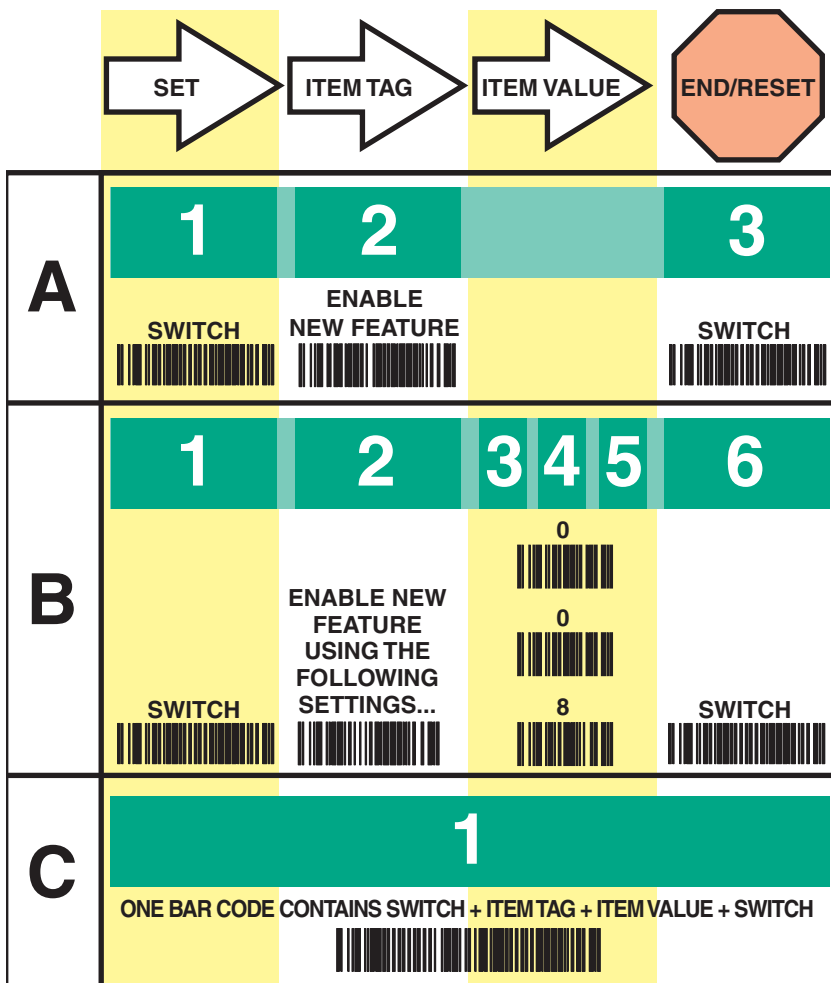 SET
ITEM TAG
ITEM VALUE
END/RESET
A
1
2
3
SWITCH
ENABLE
NEW FEATURE
SWITCH
B
1
2
3
4
5
6
SWITCH
ENABLE NEW
FEATURE
USING THE
FOLLOWING
SETTINGS...
0
0
8
SWITCH
C
1
ONE BAR CODE CONTAINS SWITCH + ITEM TAG + ITEM VALUE + SWITCH